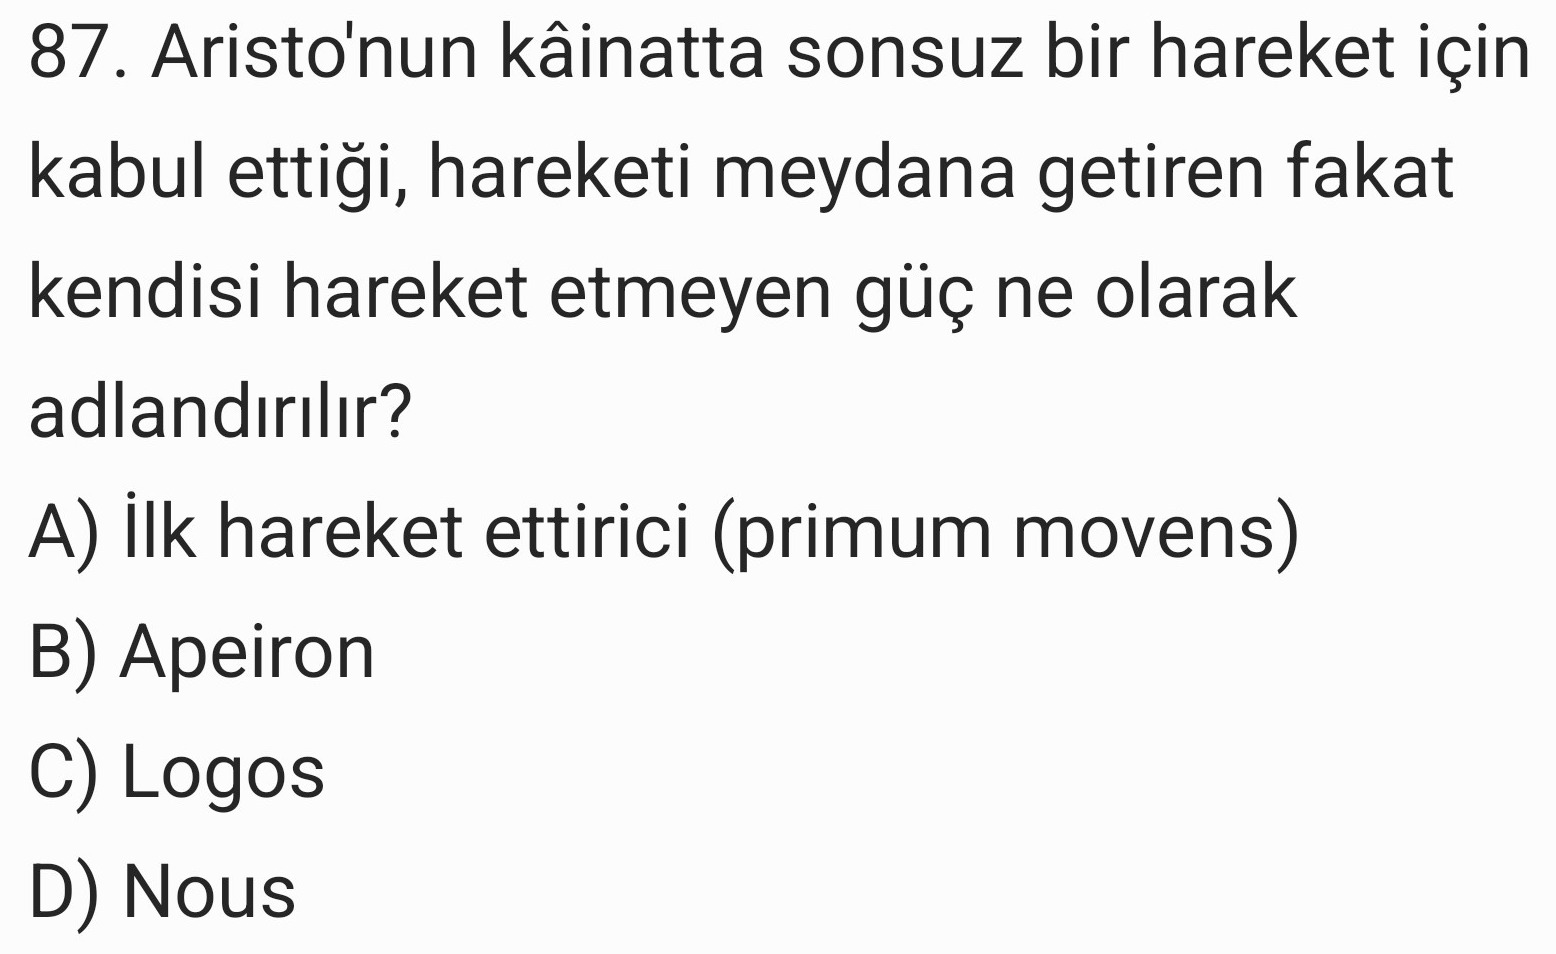 87. Aristo'nun kâinatta sonsuz bir hareket için
kabul ettiği, hareketi meydana getiren fakat
kendisi hareket etmeyen güç ne olarak
adlandırılır?
A) İlk hareket ettirici (primum movens)
B) Apeiron
C) Logos
D) Nous